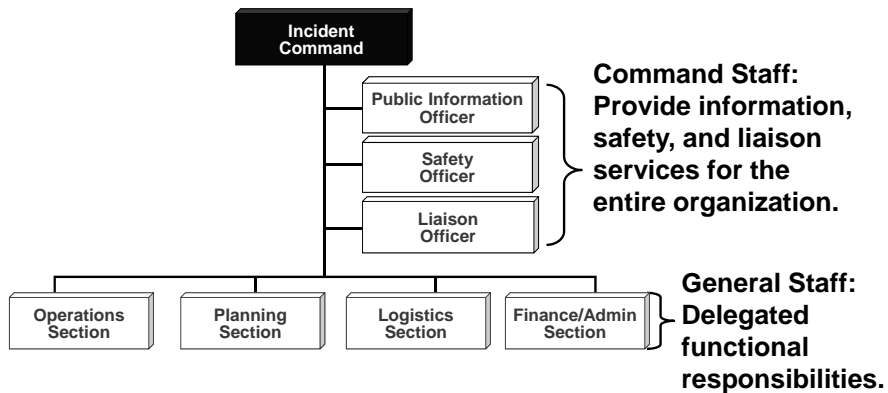 Incident
Command
Public Information
Officer
Safety
Officer
Liaison
Officer
Command Staff:
Provide information,
safety, and liaison
services for the
entire organization.
Operations
Section
Planning
Section
Logistics
Section
Finance/Admin
Section
General Staff:
Delegated
functional
responsibilities.